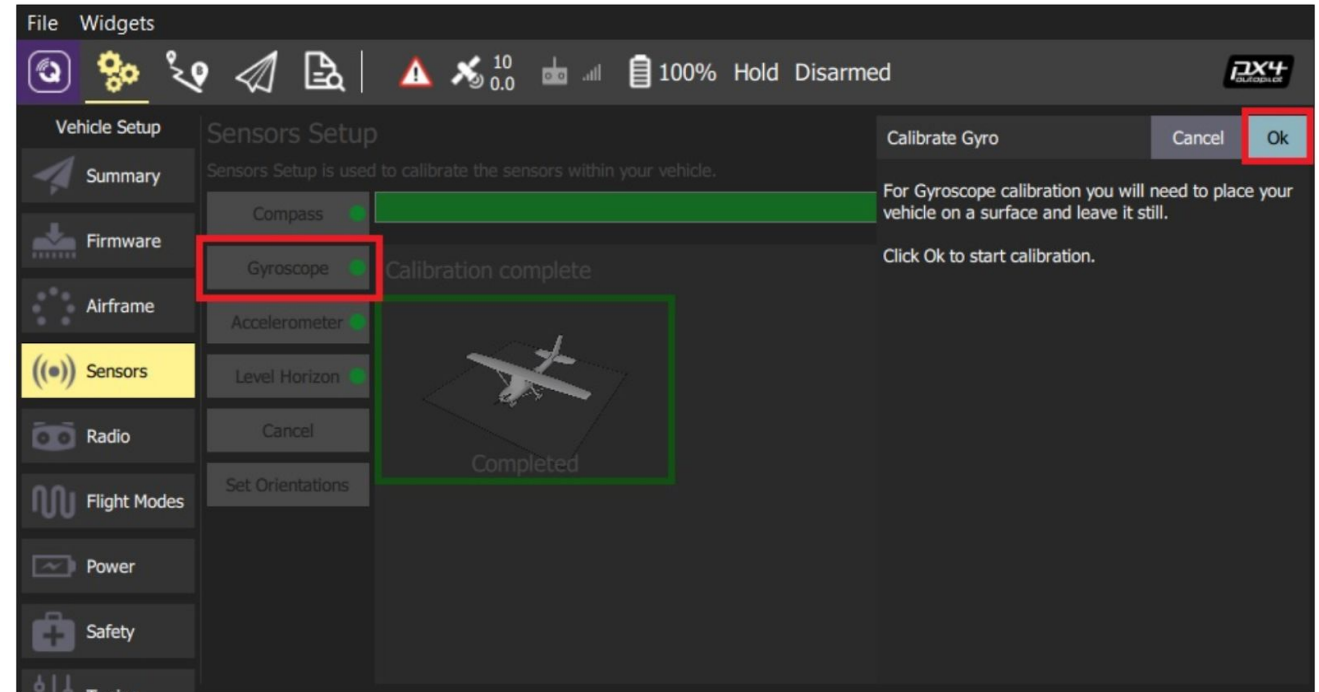 File Widgets
10
0.0
100% Hold Disarmed
px4
autopilot
Vehicle Setup
Summary
Firmware
Airframe
Sensors
Radio
Flight Modes
Power
Safety
Sensors Setup
Sensors Setup is used to calibrate the sensors within your vehicle.
Compass
Gyroscope
Accelerometer
Level Horizon
Cancel
Set Orientations
Calibration complete
Completed
Calibrate Gyro
Cancel
Ok
For Gyroscope calibration you will need to place your
vehicle on a surface and leave it still.
Click Ok to start calibration.